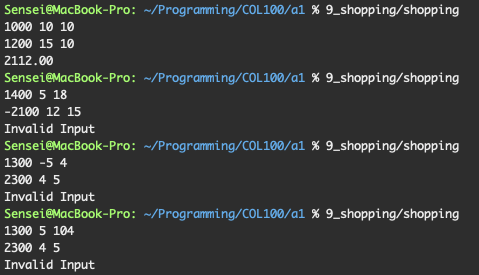 Sensei@MacBook-Pro: ~/Programming/COL100/a1 % 9_shopping/shopping
1000 10 10
1200 15 10
2112.00
Sensei@MacBook-Pro: ~/Programming/COL100/a1 % 9_shopping/shopping
1400 5 18
-2100 12 15
Invalid Input
Sensei@MacBook-Pro: ~/Programming/COL100/a1 % 9_shopping/shopping
1300 -5 4
2300 4 5
Invalid Input
Sensei@MacBook-Pro: ~/Programming/COL100/a1 % 9_shopping/shopping
1300 5 104
2300 4 5
Invalid Input